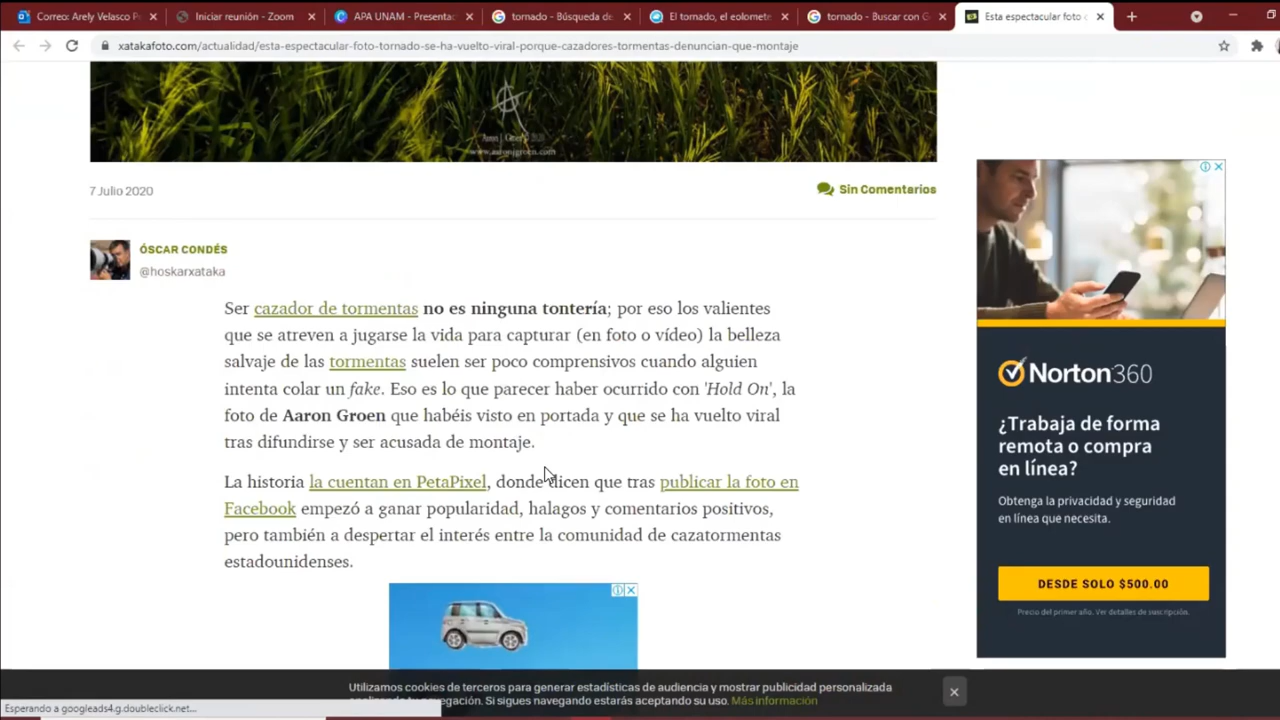 Correo: Arely Velasco P
Iniciar reunión - Zoom
APA UNAM - Presenta
tornado - Búsqueda de
El tornado, el eolomete
tornado - Buscar con G
Esta espectacular foto
xatakafoto.com/actualidad/esta-espectacular-foto-tornado-se-ha-vuelto-viral-porque-cazadores-tormentas-denuncian-que-montaje
7 Julio 2020
Sin Comentarios
ÓSCAR CONDÉS
@hoskarxataka
Ser cazador de tormentas no es ninguna tontería; por eso los valientes
que se atreven a jugarse la vida para capturar (en foto o vídeo) la belleza
salvaje de las tormentas suelen ser poco comprensivos cuando alguien
intenta colar un fake. Eso es lo que parecer haber ocurrido con 'Hold On', la
foto de Aaron Groen que habéis visto en portada y que se ha vuelto viral
tras difundirse y ser acusada de montaje.
La historia la cuentan en PetaPixel, donde dicen que tras publicar la foto en
Facebook empezó a ganar popularidad, halagos y comentarios positivos,
pero también a despertar el interés entre la comunidad de cazatormentas
estadounidenses.
Norton360
¿Trabaja de forma
remota o compra
en línea?
Obtenga la privacidad y seguridad
en línea que necesita.
DESDE SOLO $500.00
Precio del primer año. Ver detalles de suscripción.
Utilizamos cookies de terceros para generar estadísticas de audiencia y mostrar publicidad personalizada
navegación. Si sigues navegando estarás aceptando su uso. Más información
Esperando a googleads4.g.doubleclick.net...